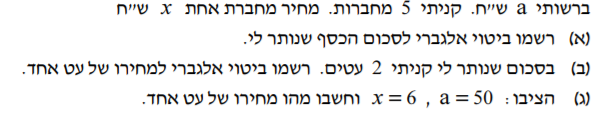 ברשותי a ש"ח. קניתי 5 מחברות. מחיר מחברת אחת x ש"ח
(א) רשמו ביטוי אלגברי לסכום הכסף שנותר לי.
(ב) בסכום שנותר לי קניתי 2 עטים. רשמו ביטוי אלגברי למחירו של עט אחד.
(ג) הציבו: a = 50 , x = 6 וחשבו מהו מחירו של עט אחד.